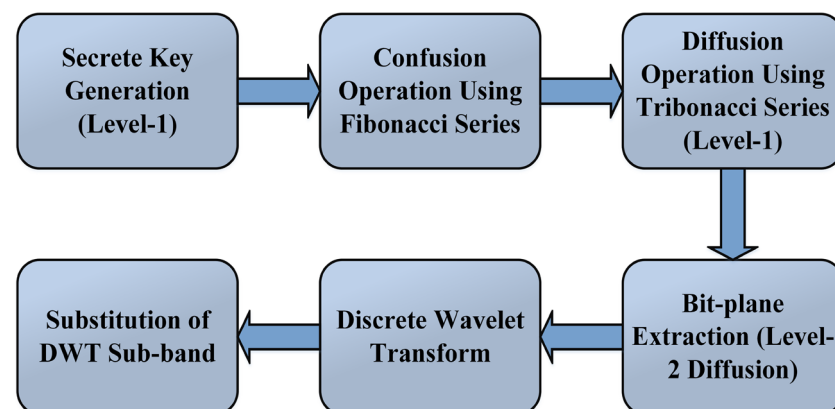 Secrete Key
Generation
(Level-1)
Confusion
Operation Using
Fibonacci Series
Diffusion
Operation Using
Tribonacci Series
(Level-1)
Bit-plane
Extraction (Level-
2 Diffusion)
Discrete Wavelet
Transform
Substitution of
DWT Sub-band